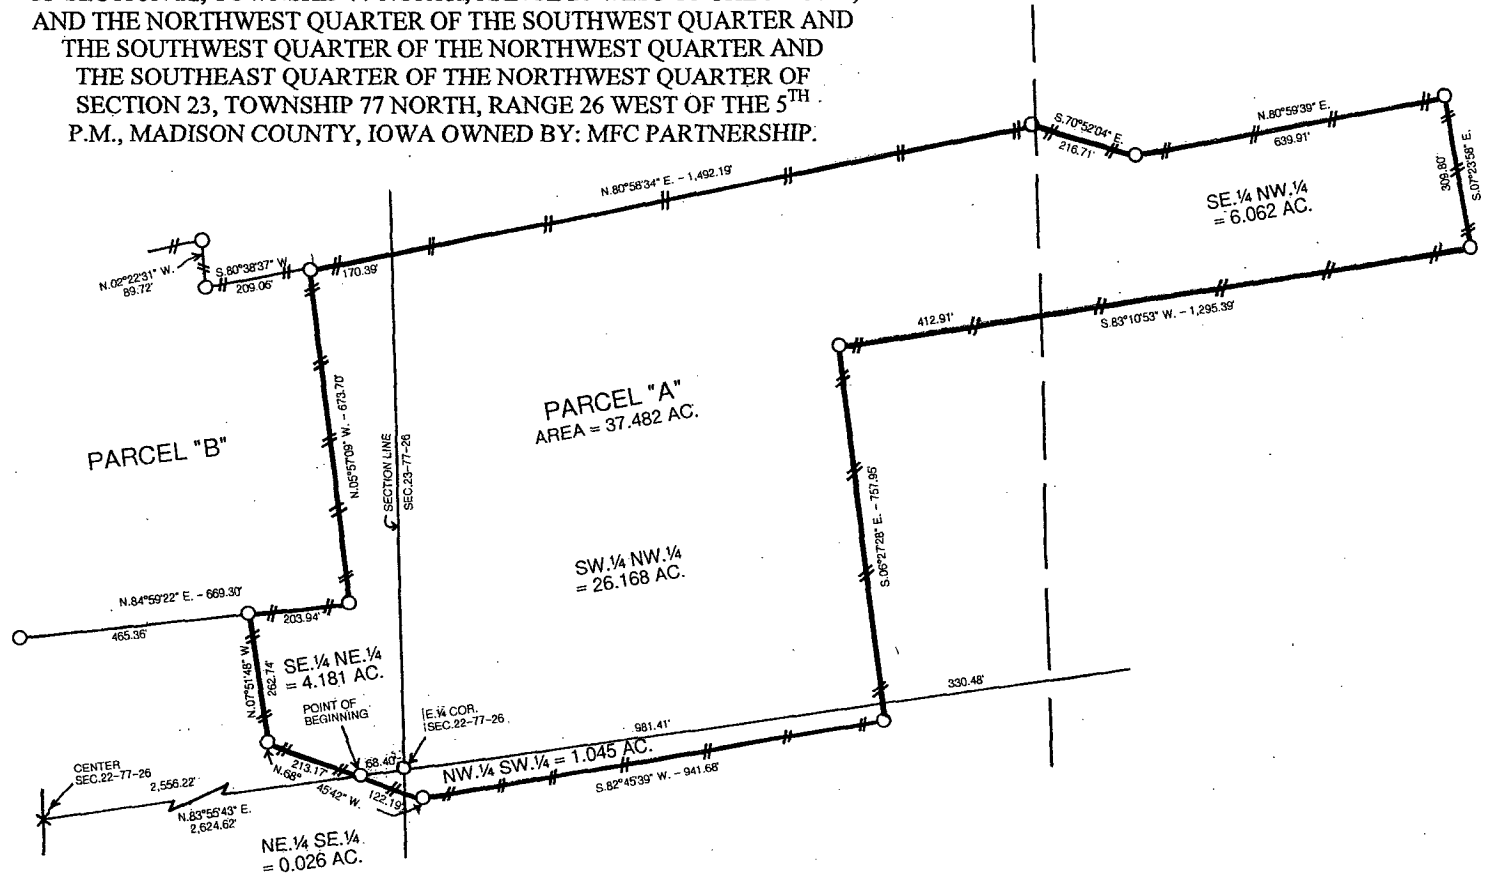 AND THE NORTHWEST QUARTER OF THE SOUTHWEST QUARTER AND
THE SOUTHWEST QUARTER OF THE NORTHWEST QUARTER AND
THE SOUTHEAST QUARTER OF THE NORTHWEST QUARTER OF
SECTION 23, TOWNSHIP 77 NORTH, RANGE 26 WEST OF THE 5TH
P.M., MADISON COUNTY, IOWA OWNED BY: MFC PARTNERSHIP.
S.70°52'04" E.
216.71'
N.80°59'39" E.
639.91'
309.80'
S.07°23'58" E.
SE.¼ NW.¼
= 6.062 AC.
N.80°58'34" E. - 1,492.19'
170.39'
N.02°22'31" W.
89.72'
S.80°38'37" W.
209.06'
412.91'
S.83°10'53" W. - 1,295.39'
PARCEL "A"
AREA = 37.482 AC.
PARCEL "B"
N.05°57'09" W. - 673.70'
SECTION LINE
SEC.23-77-26
S.06°27'28" E. - 757.95'
SW.¼ NW.¼
= 26.168 AC.
N.84°59'22" E. - 669.30'
465.36'
203.94'
N.07°51'48" W.
262.74'
SE.¼ NE.¼
= 4.181 AC.
POINT OF
BEGINNING
E.¼ COR.
SEC.22-77-26
330.48'
981.41'
NW.¼ SW.¼ = 1.045 AC.
S.82°45'39" W. - 941.68'
68.40'
213.17'
N.68°
45'42" W.
122.19'
CENTER
SEC.22-77-26
2,556.22'
N.83°55'43" E.
2,624.62'
NE.¼ SE.¼
= 0.026 AC.